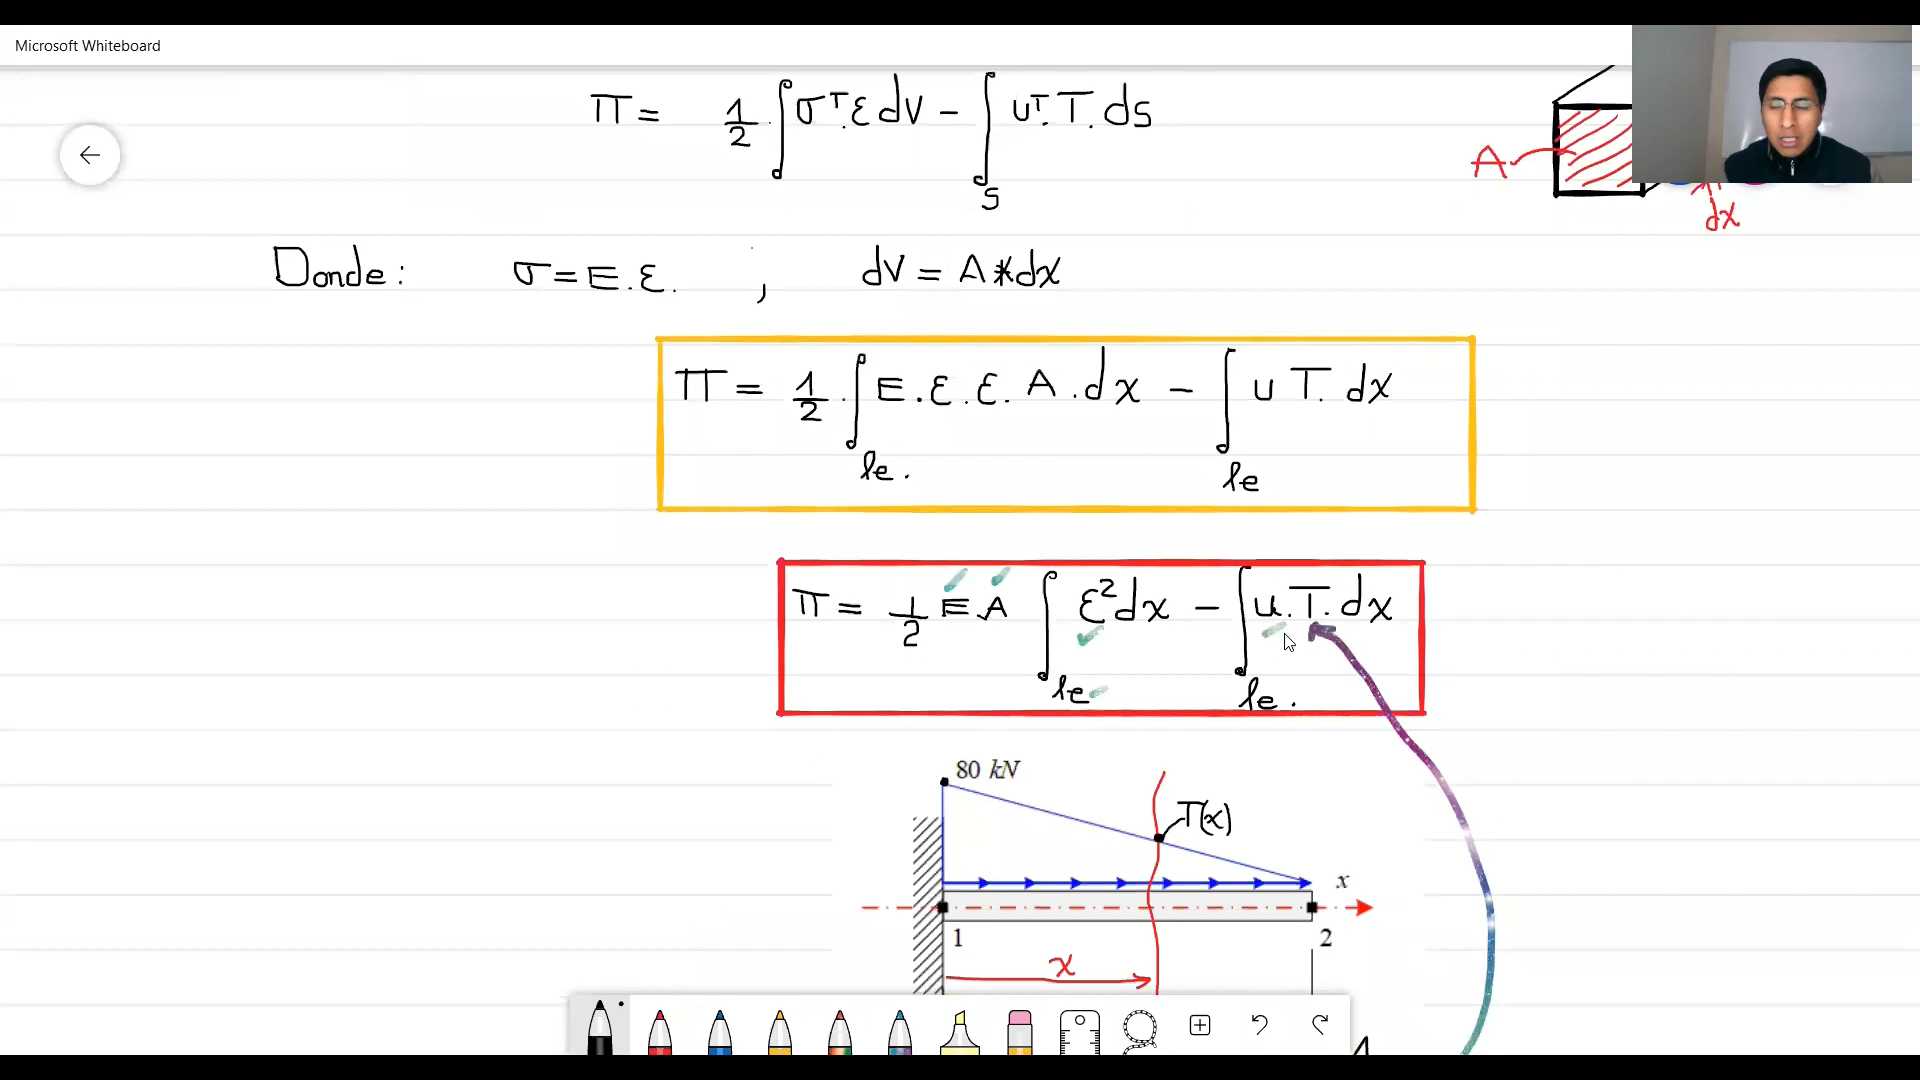 Microsoft Whiteboard
π = 1/2 ∫ σᵀ.ε dV - ∫ uᵀ.T. ds
S
A
dx
Donde: σ = E.ε. ; dV = A*dx
π = 1/2 . ∫ E.ε.ε.A.dx - ∫ u T. dx
le. le
π = 1/2 E A ∫ ε² dx - ∫ u.T.dx
le le.
80 kN
T(x)
x
1 2
x